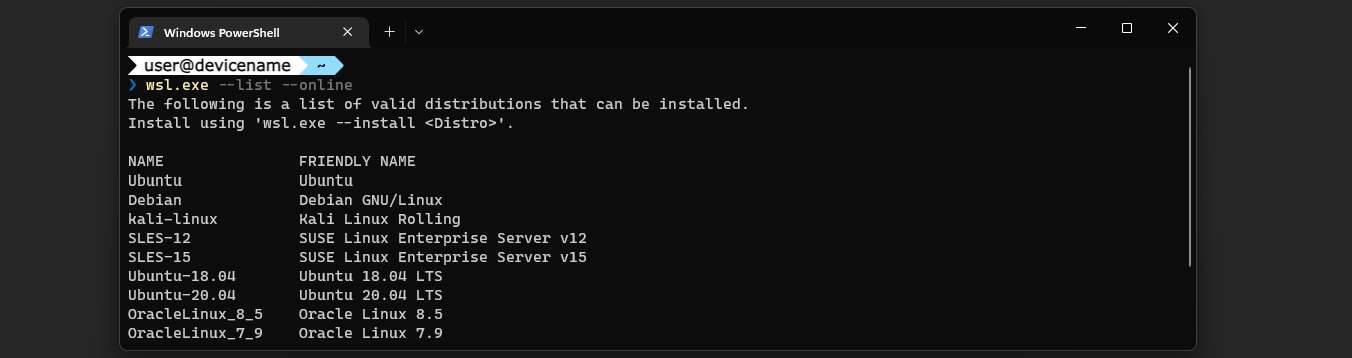 Windows PowerShell
user@devicename ~
❯ wsl.exe --list --online
The following is a list of valid distributions that can be installed.
Install using 'wsl.exe --install <Distro>'.
NAME FRIENDLY NAME
Ubuntu Ubuntu
Debian Debian GNU/Linux
kali-linux Kali Linux Rolling
SLES-12 SUSE Linux Enterprise Server v12
SLES-15 SUSE Linux Enterprise Server v15
Ubuntu-18.04 Ubuntu 18.04 LTS
Ubuntu-20.04 Ubuntu 20.04 LTS
OracleLinux_8_5 Oracle Linux 8.5
OracleLinux_7_9 Oracle Linux 7.9